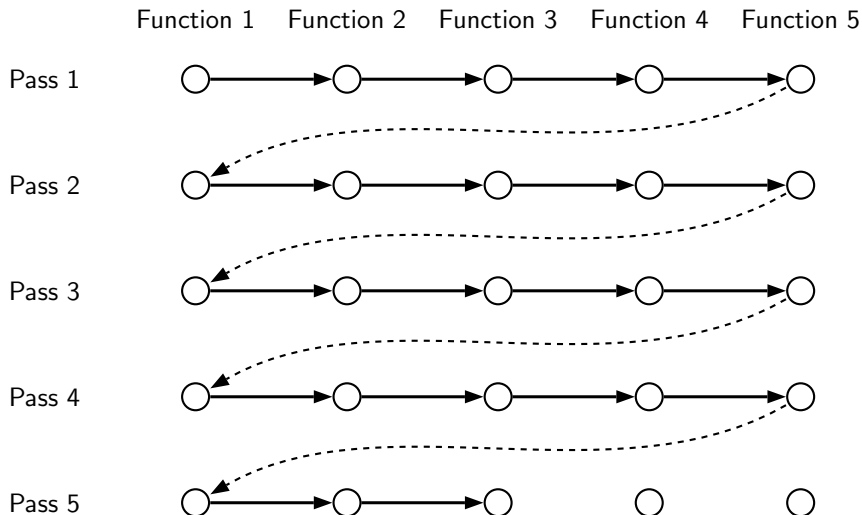 Function 1 Function 2 Function 3 Function 4 Function 5
Pass 1
Pass 2
Pass 3
Pass 4
Pass 5